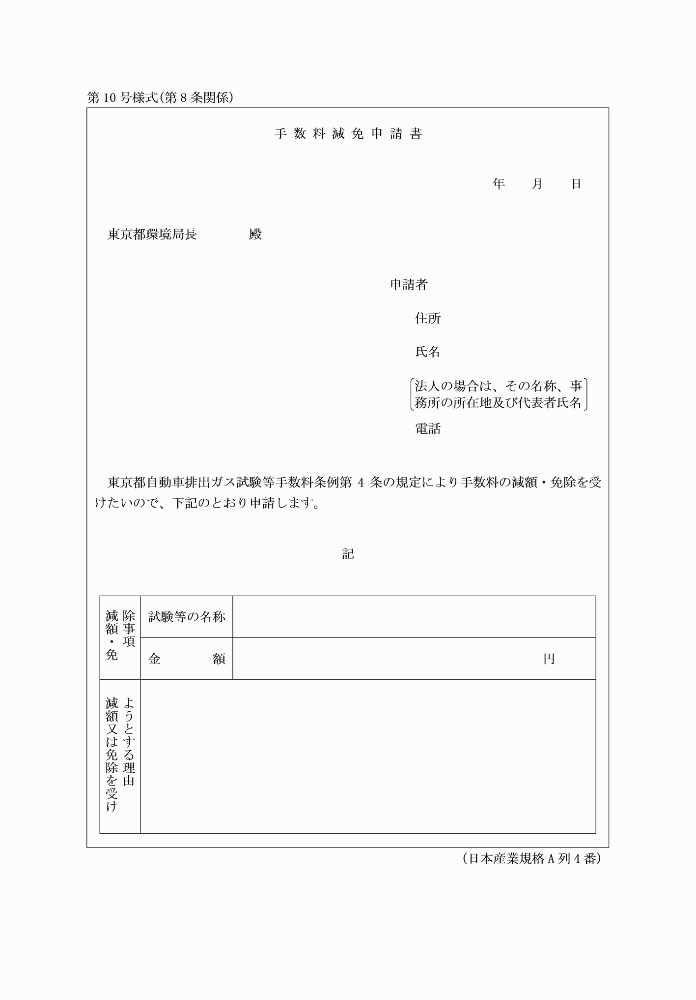 第 10 号様式(第 8 条関係)
手数料減免申請書
年　　月　　日
東京都環境局長　　　　殿
申請者
住所
氏名
法人の場合は、その名称、事
務所の所在地及び代表者氏名
電話
東京都自動車排出ガス試験等手数料条例第 4 条の規定により手数料の減額・免除を受
けたいので、下記のとおり申請します。
記
減額・免
除事項
試験等の名称
金　　　　額
円
減額又は免除を受け
ようとする理由
(日本産業規格 A 列 4 番)